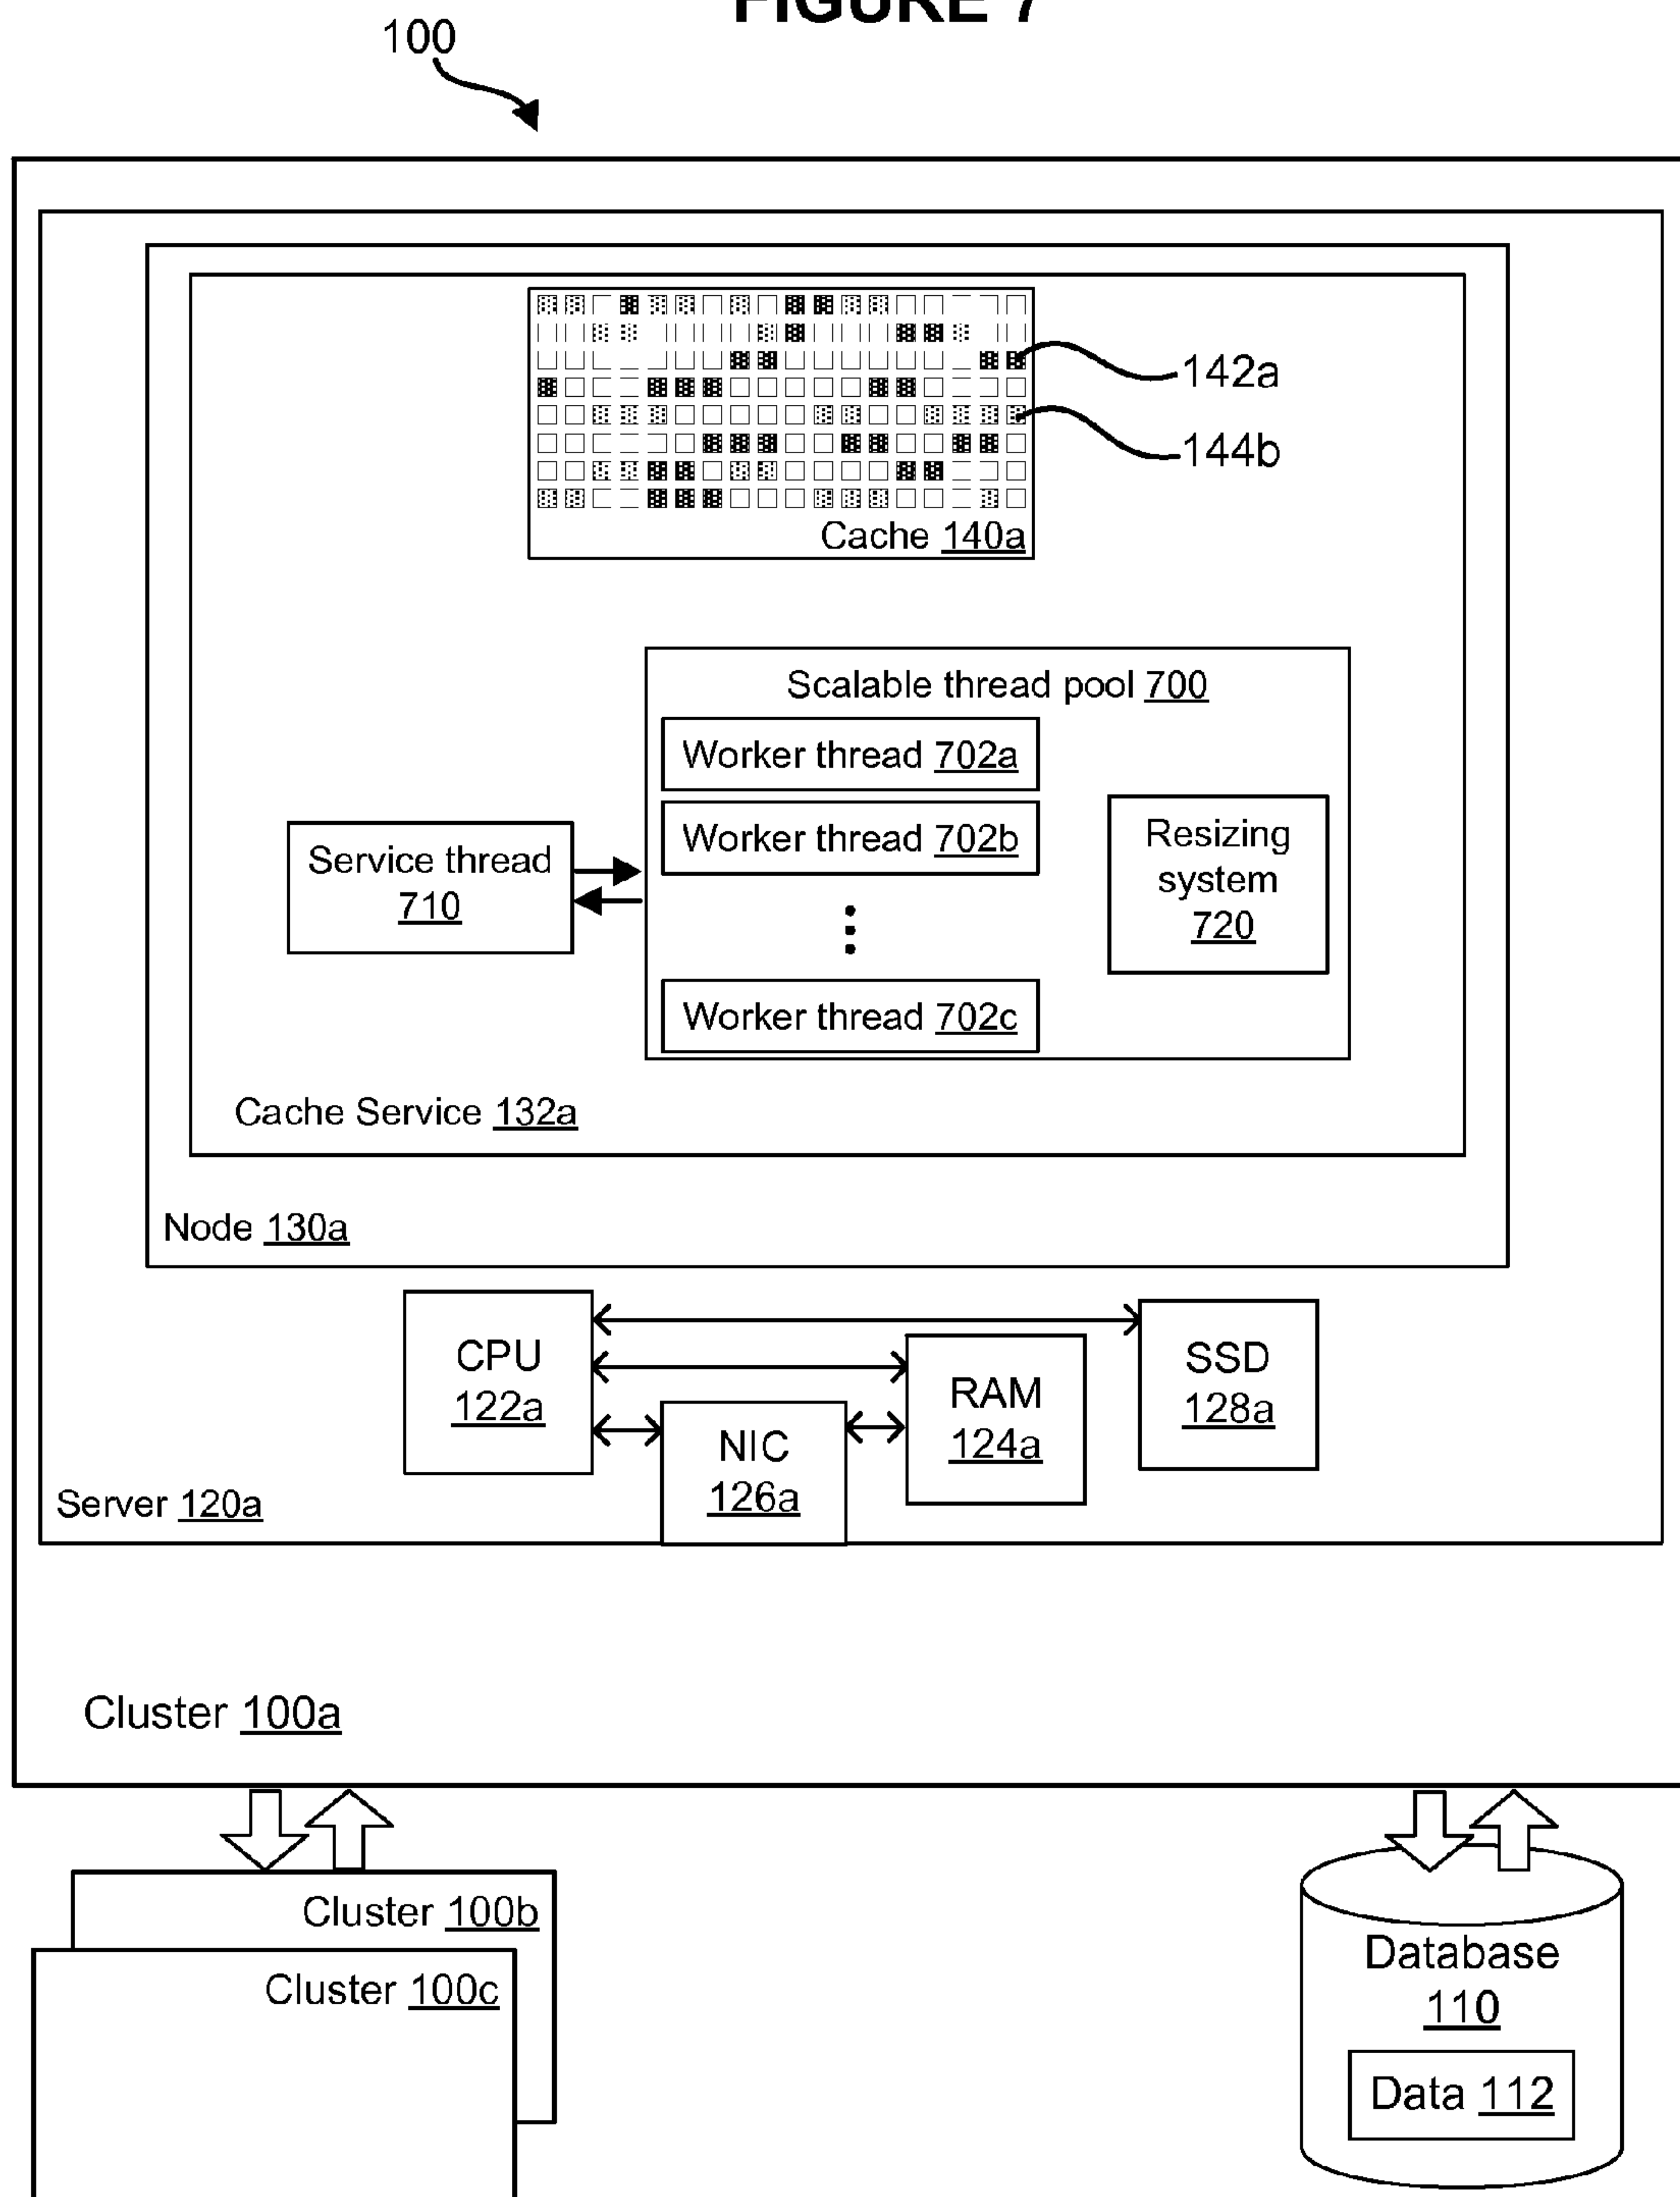 FIGURE 7
100
142a
144b
Cache 140a
Scalable thread pool 700
Worker thread 702a
Worker thread 702b
Worker thread 702c
Service thread
710
Resizing
system
720
Cache Service 132a
Node 130a
CPU
122a
NIC
126a
RAM
124a
SSD
128a
Server 120a
Cluster 100a
Cluster 100b
Cluster 100c
Database
110
Data 112